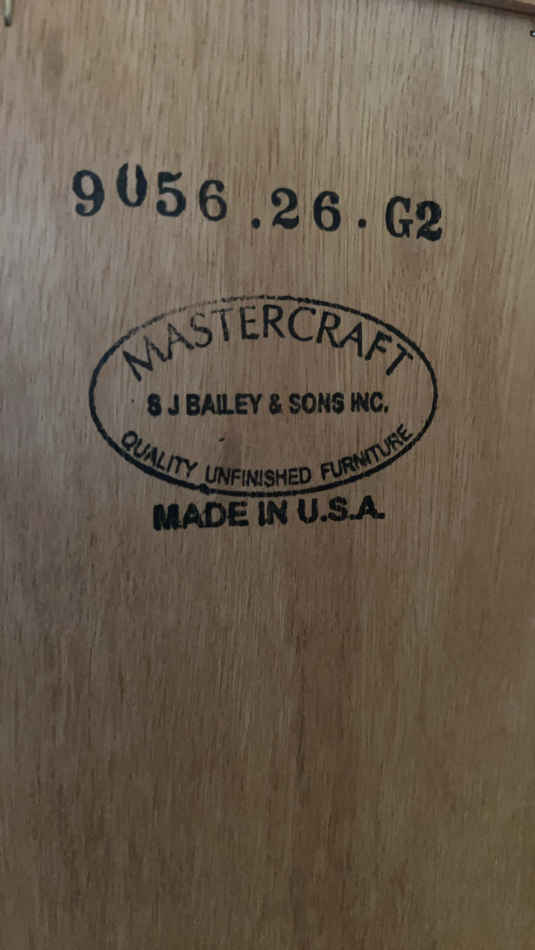 9056.26.G2
MASTERCRAFT
S J BAILEY & SONS INC.
QUALITY UNFINISHED FURNITURE
MADE IN U.S.A.